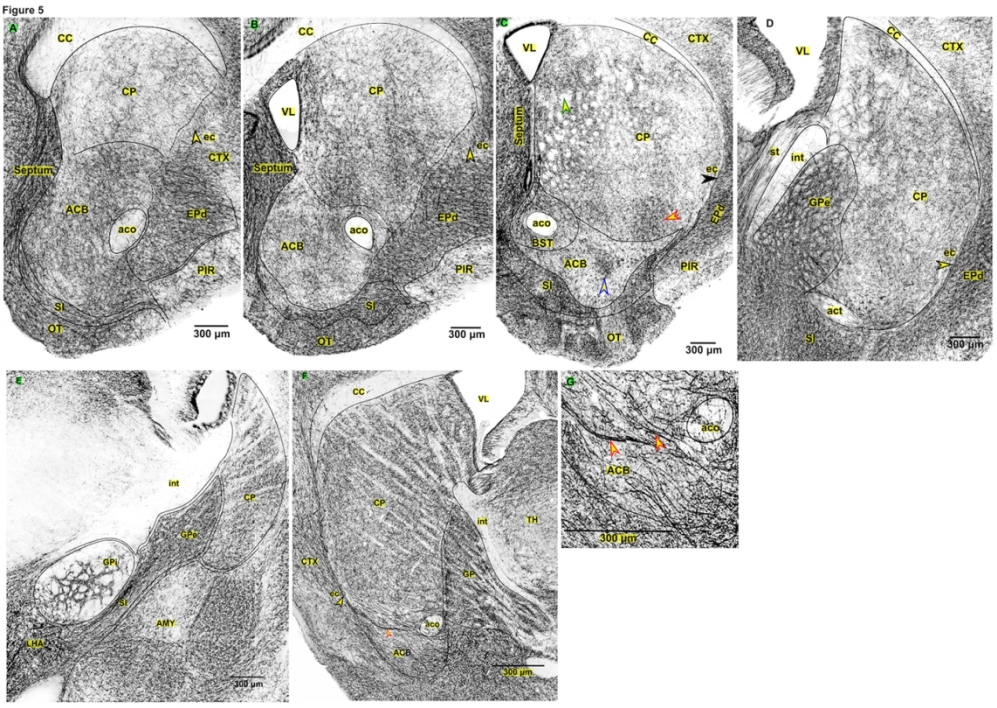 Figure 5
A
CC
CP
ec
CTX
Septum
ACB
EPd
aco
PIR
SI
OT
300 µm
B
CC
CP
VL
ec
Septum
EPd
aco
ACB
PIR
SI
OT
300 µm
C
VL
CC
CTX
Septum
CP
ec
aco
EPd
BST
ACB
PIR
SI
OT
300 µm
D
VL
CC
CTX
st
int
GPe
CP
ec
EPd
act
SI
300 µm
E
int
CP
GPe
GPi
SI
AMY
LHA
300 µm
F
CC
VL
CP
int
TH
CTX
GP
ec
aco
ACB
300 µm
G
aco
ACB
300 µm